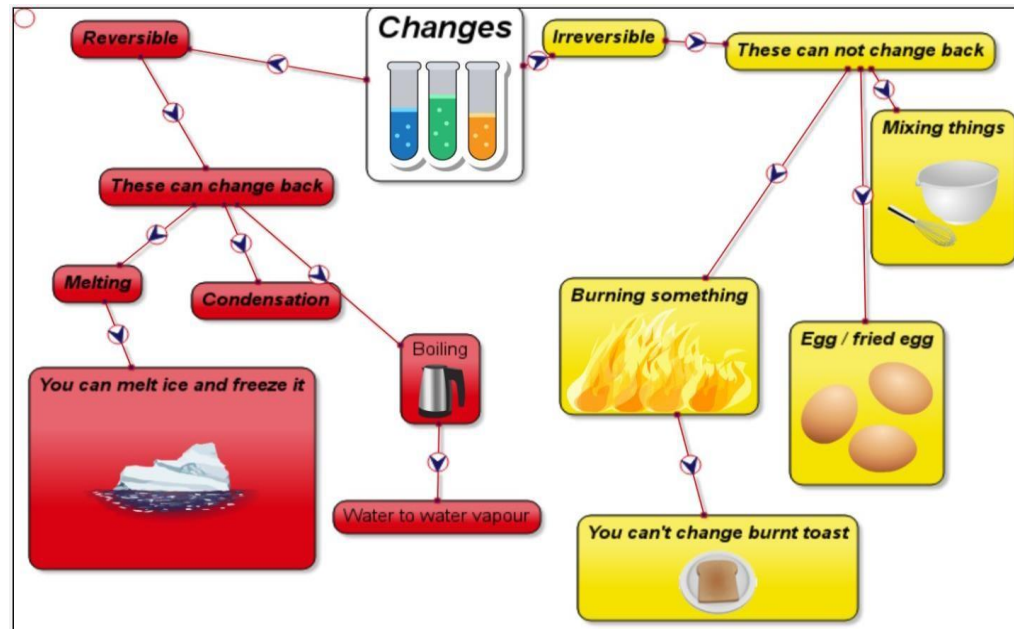 Changes
Reversible
Irreversible
These can not change back
Mixing things
These can change back
Melting
Condensation
Boiling
Burning something
Egg / fried egg
You can melt ice and freeze it
Water to water vapour
You can't change burnt toast